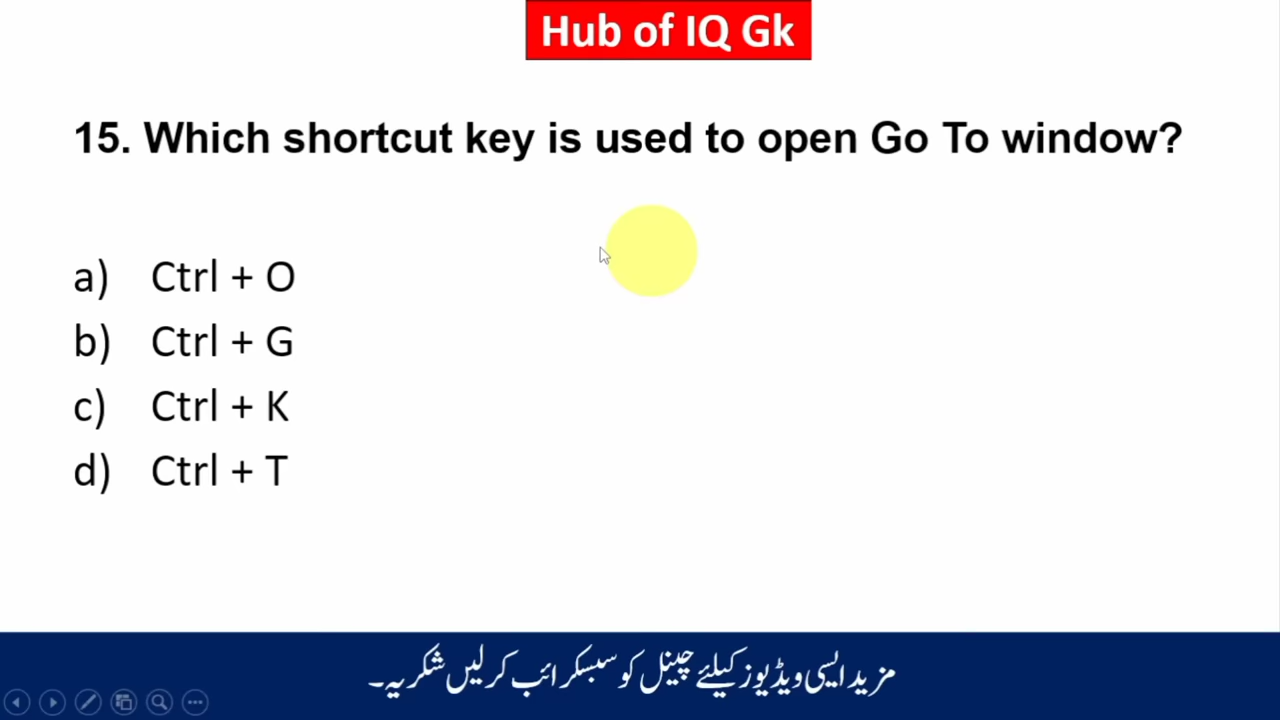 Hub of IQ Gk
15. Which shortcut key is used to open Go To window?
a) Ctrl + O
b) Ctrl + G
c) Ctrl + K
d) Ctrl + T
مزید ایسی ویڈیوز کیلئے چینل کو سبسکرائب کر لیں شکریہ۔